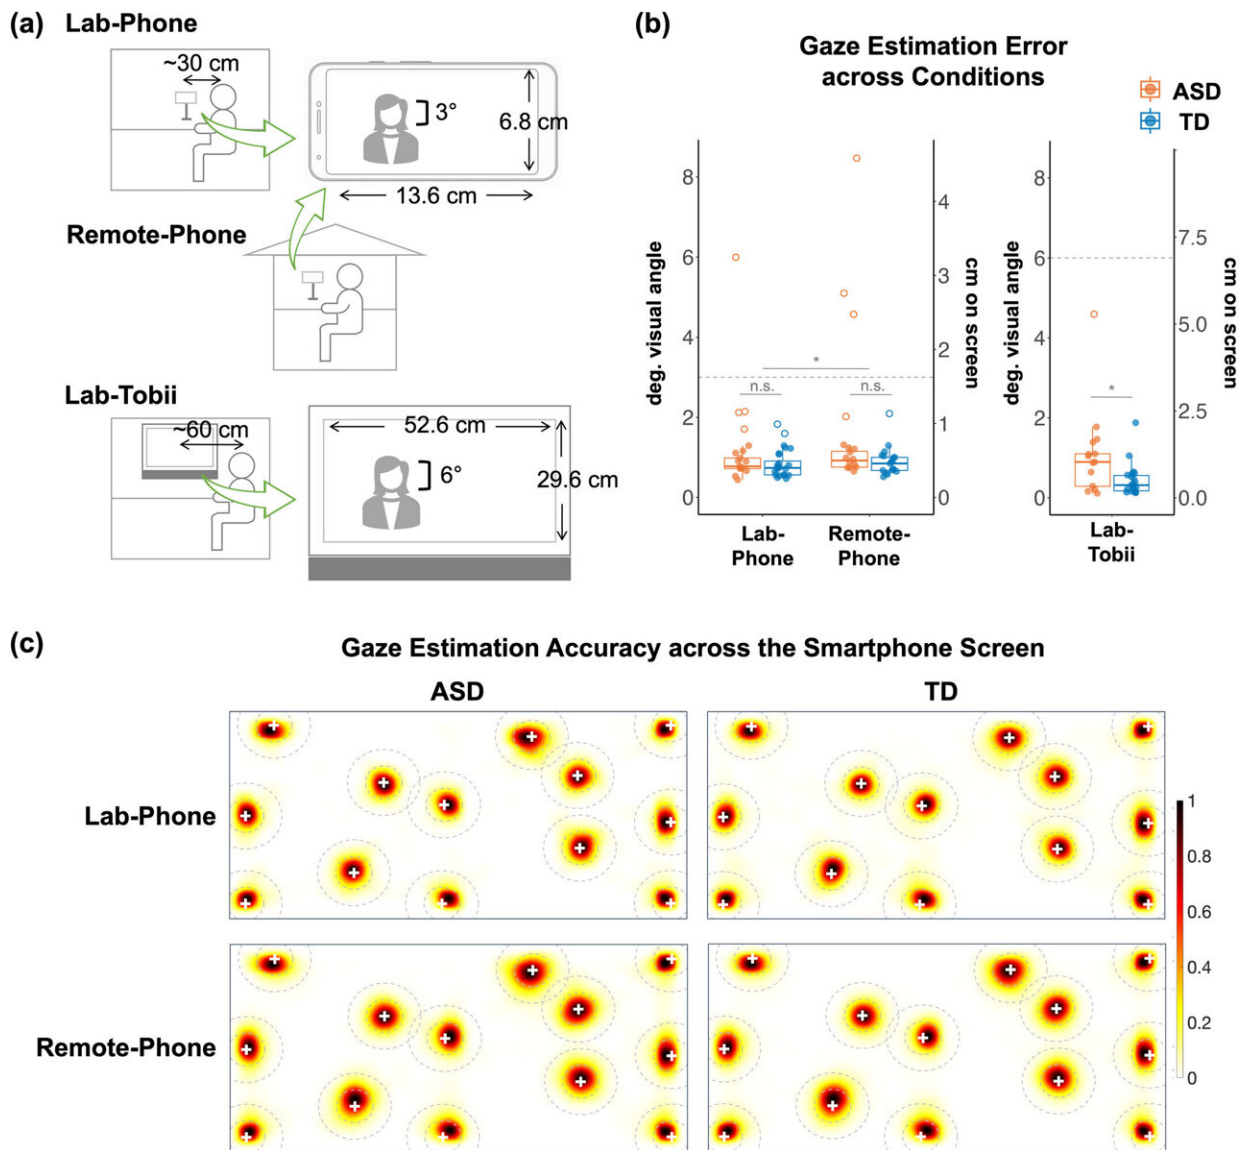 (a)
Lab-Phone
~30 cm
3°
6.8 cm
13.6 cm
Remote-Phone
Lab-Tobii
~60 cm
52.6 cm
6°
29.6 cm
(b)
Gaze Estimation Error
across Conditions
ASD
TD
deg. visual angle
8
6
4
2
0
*
n.s.
n.s.
4
3
2
1
0
cm on screen
Lab-
Phone
Remote-
Phone
deg. visual angle
8
6
4
2
0
*
7.5
5.0
2.5
0.0
cm on screen
Lab-
Tobii
(c)
Gaze Estimation Accuracy across the Smartphone Screen
ASD
TD
Lab-Phone
Remote-Phone
1
0.8
0.6
0.4
0.2
0